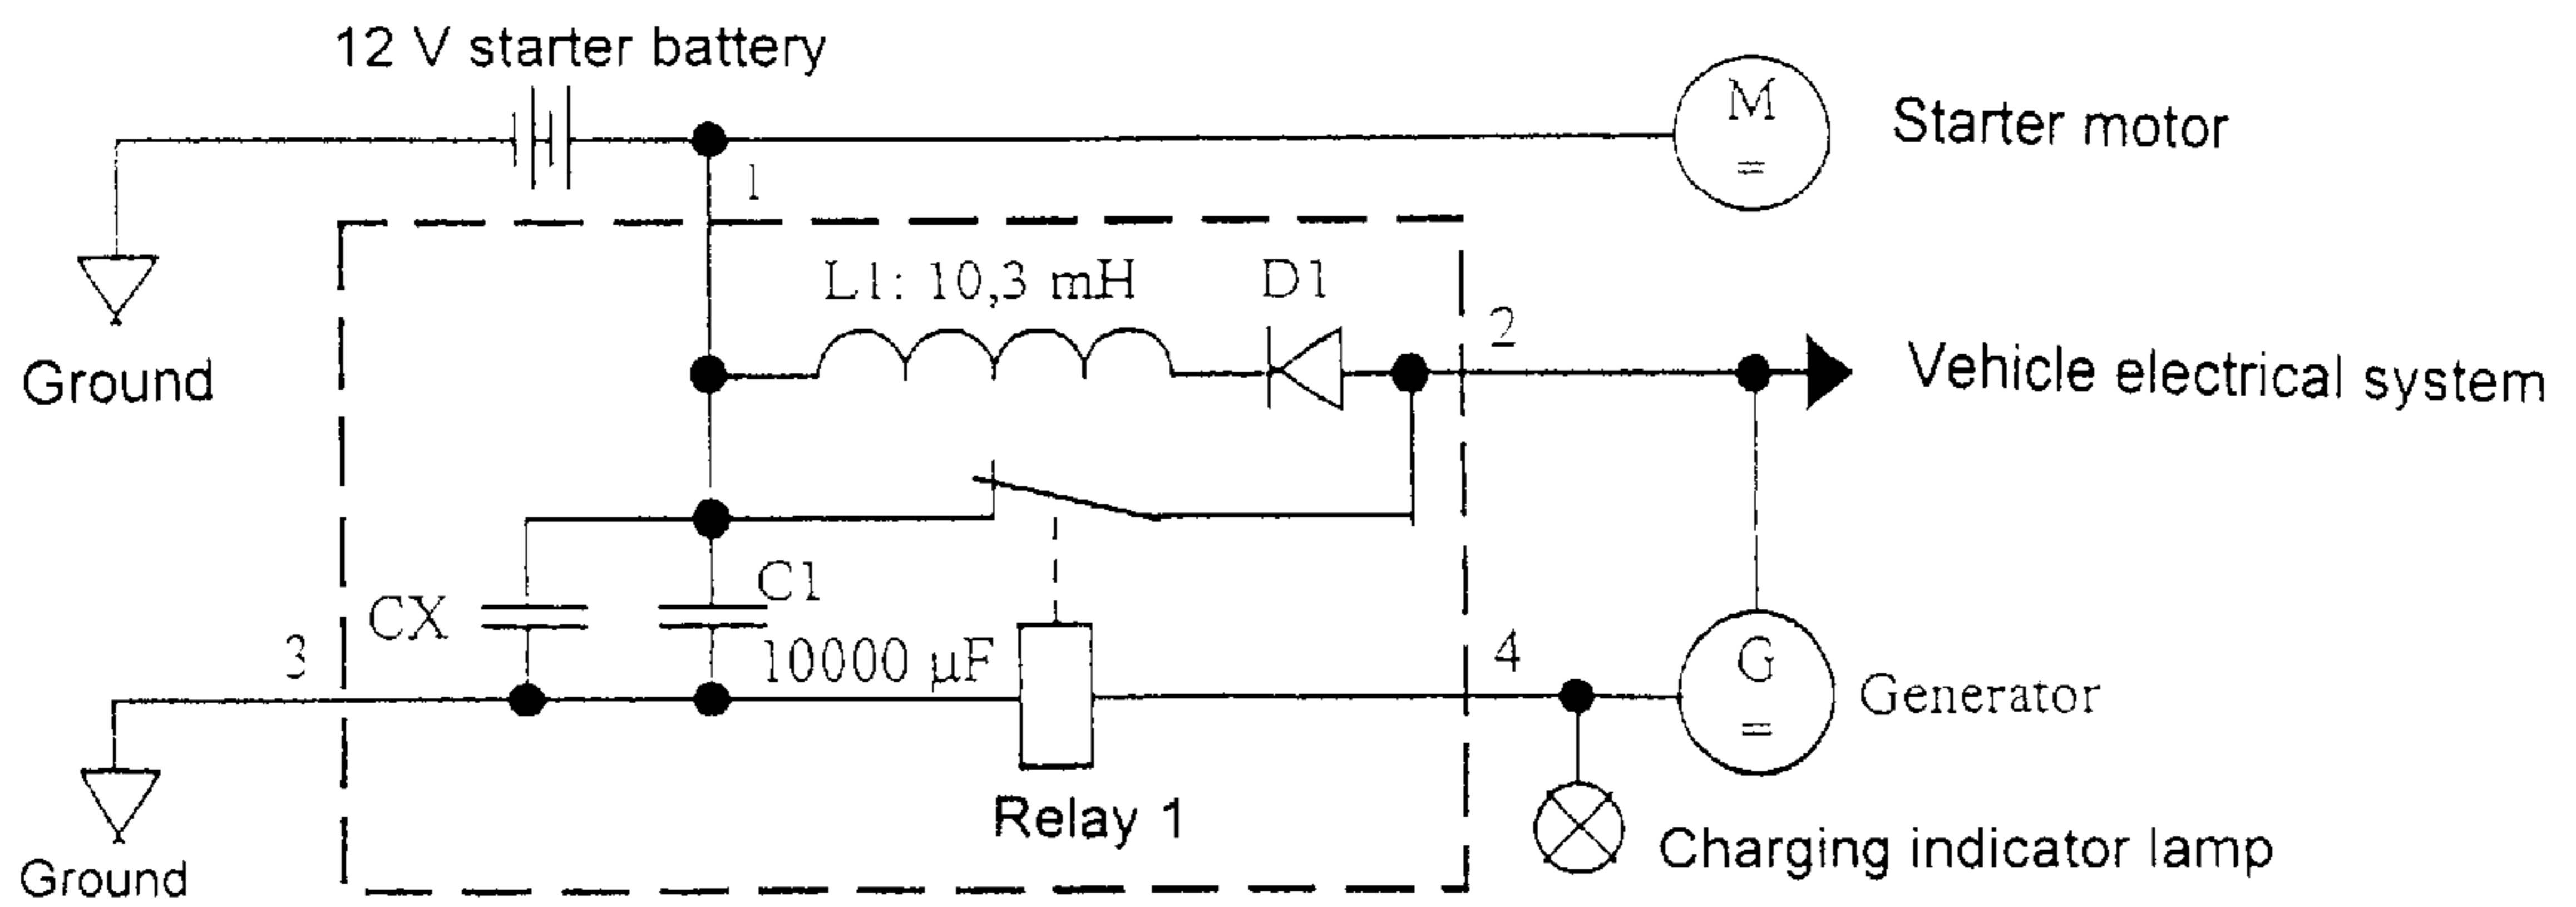 12 V starter battery
M
=
Starter motor
1
L1: 10,3 mH
D1
2
Ground
Vehicle electrical system
C1
CX
10000 µF
3
4
G
=
Generator
Relay 1
Charging indicator lamp
Ground